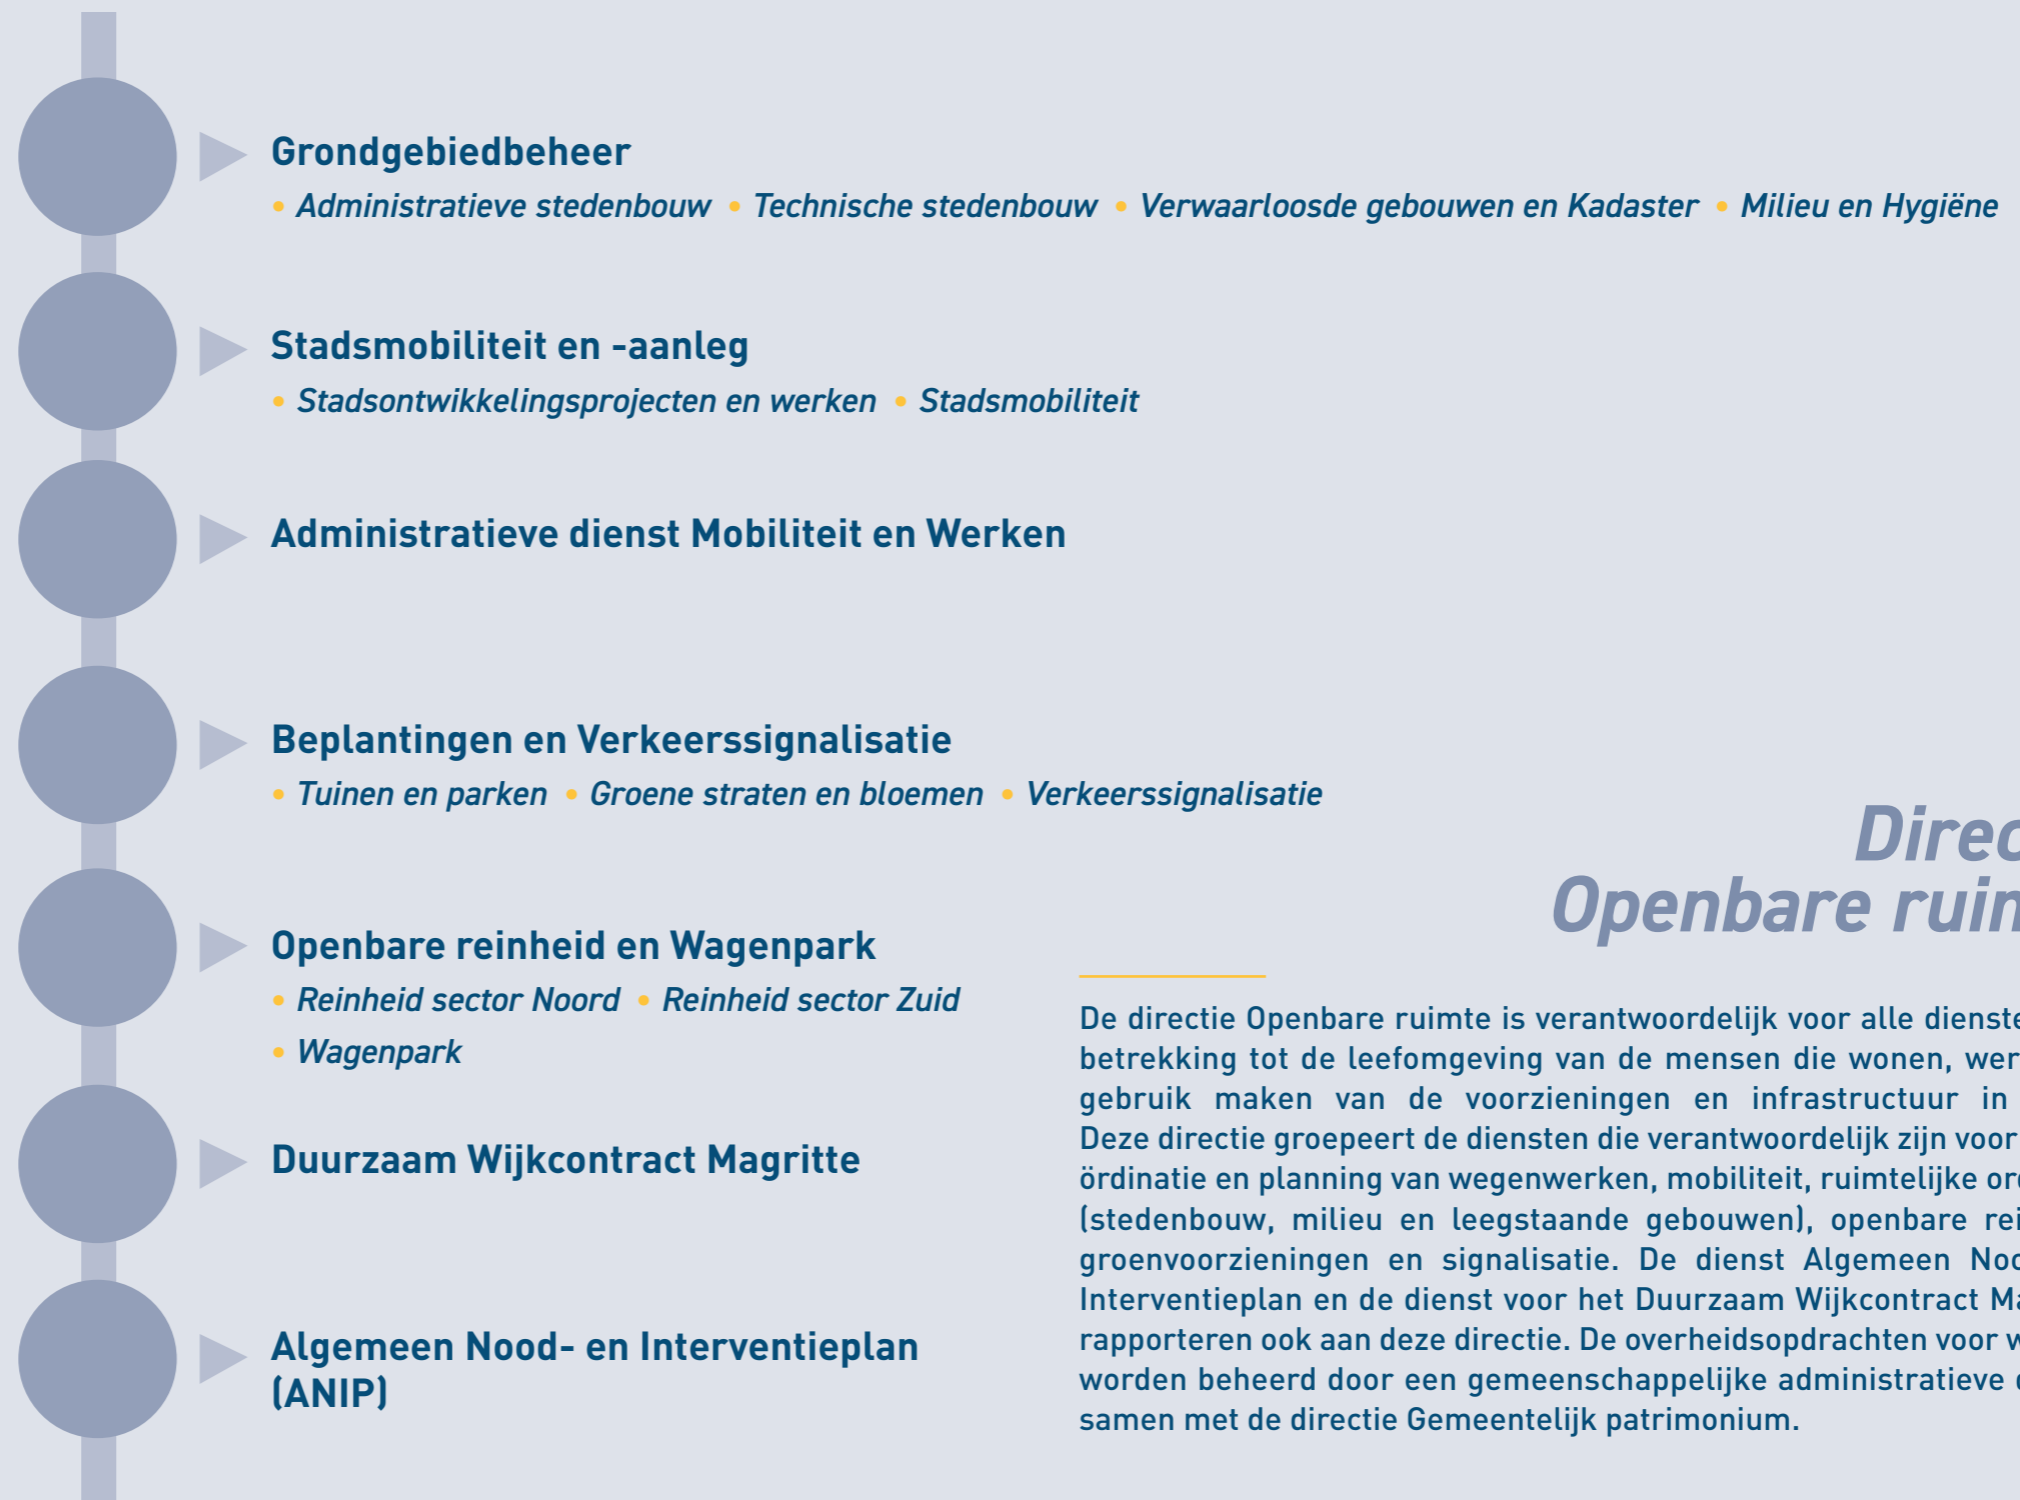 Grondgebiedbeheer
• Administratieve stedenbouw • Technische stedenbouw • Verwaarloosde gebouwen en Kadaster • Milieu en Hygiëne
Stadsmobiliteit en -aanleg
• Stadsontwikkelingsprojecten en werken • Stadsmobiliteit
Administratieve dienst Mobiliteit en Werken
Beplantingen en Verkeerssignalisatie
• Tuinen en parken • Groene straten en bloemen • Verkeerssignalisatie
Openbare reinheid en Wagenpark
• Reinheid sector Noord • Reinheid sector Zuid
• Wagenpark
Duurzaam Wijkcontract Magritte
Algemeen Nood- en Interventieplan
(ANIP)
Openbare
De directie Openbare ruimte is verantwoordelijk voor alle
betrekking tot de leefomgeving van de mensen die wonen,
gebruik maken van de voorzieningen en infrastructuur in
Deze directie groepeert de diensten die verantwoordelijk zijn voor
ördinatie en planning van wegenwerken, mobiliteit, ruimtelijke
(stedenbouw, milieu en leegstaande gebouwen), openbare
groenvoorzieningen en signalisatie. De dienst Algemeen
Interventieplan en de dienst voor het Duurzaam Wijkcontract
rapporteren ook aan deze directie. De overheidsopdrachten voor
worden beheerd door een gemeenschappelijke administratieve
samen met de directie Gemeentelijk patrimonium.